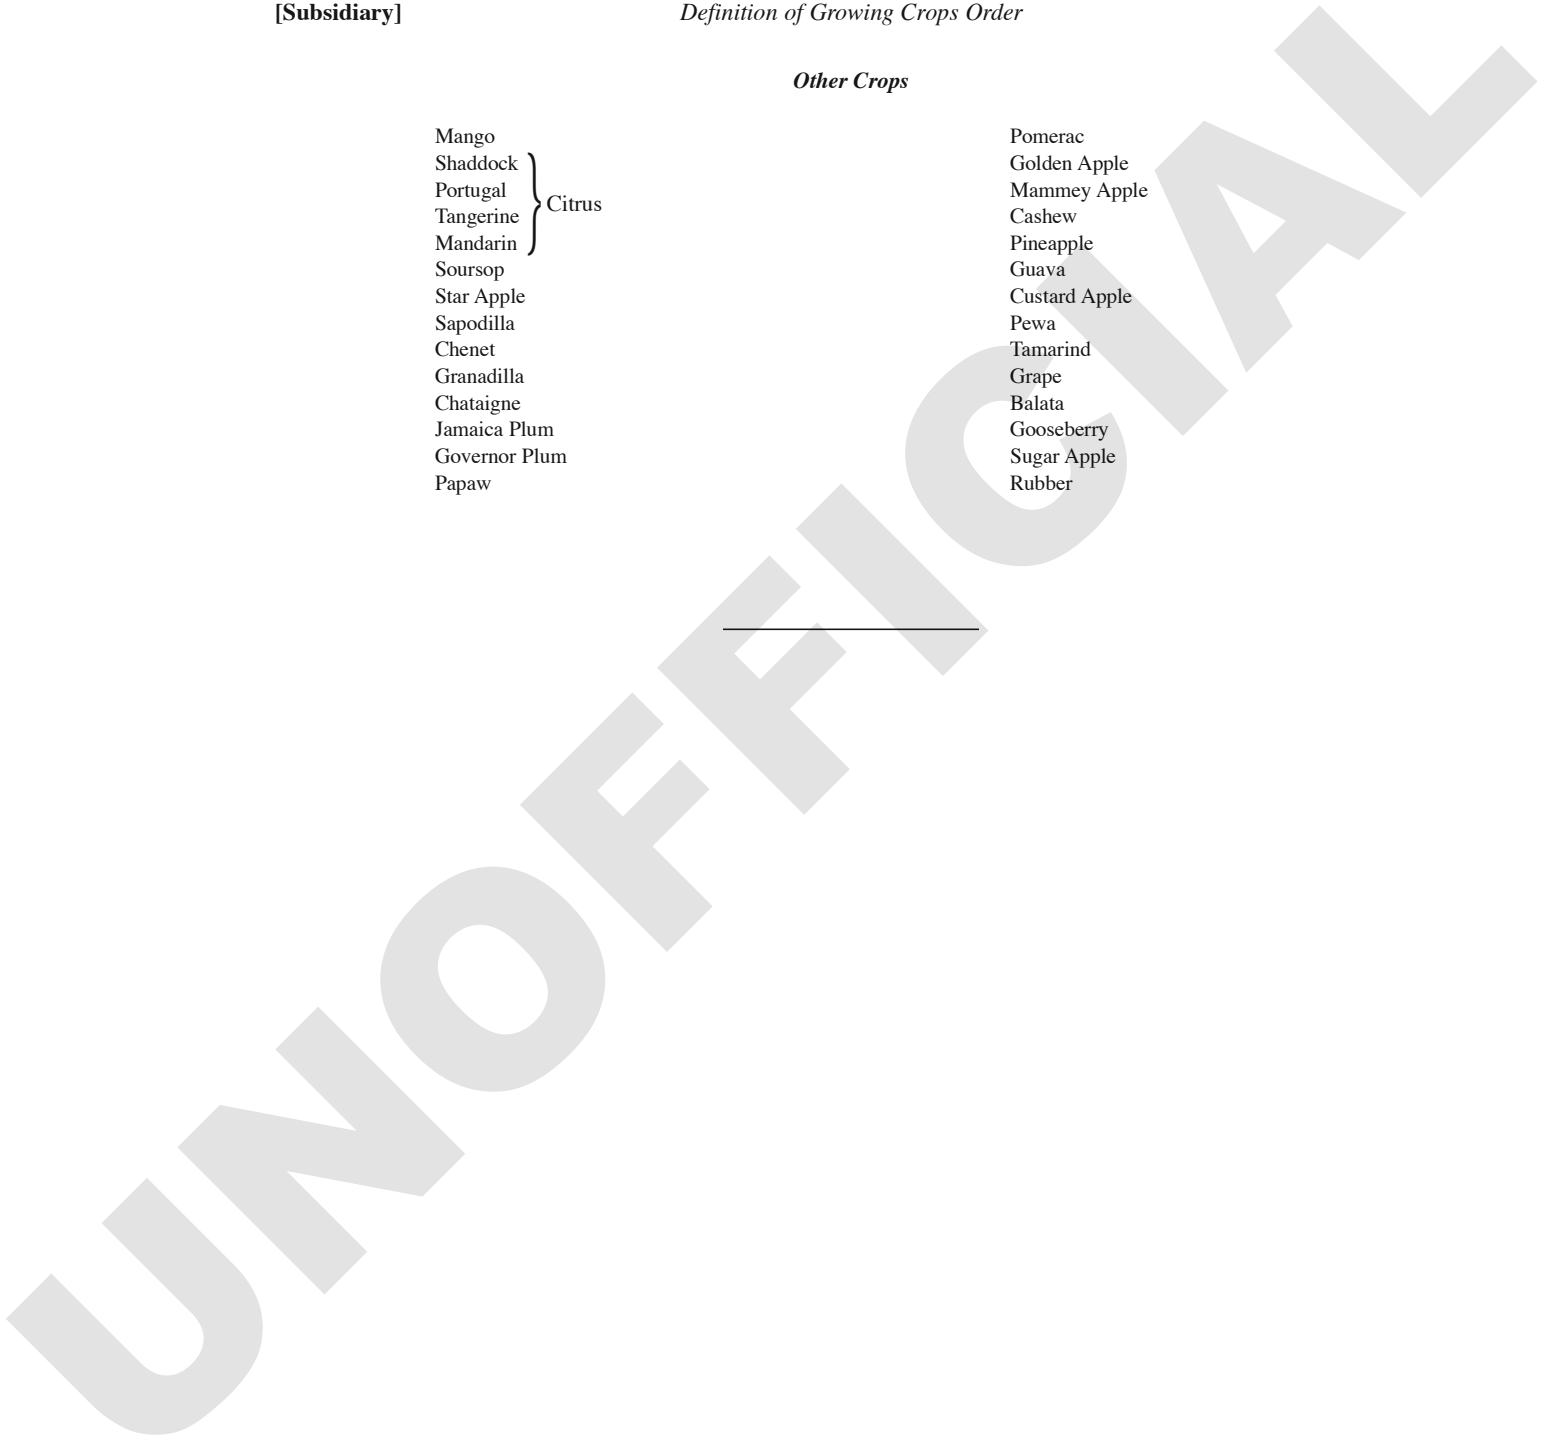 [Subsidiary] Definition of Growing Crops Order
Other Crops
Mango
Shaddock
Portugal
Tangerine
Mandarin
Citrus
Soursop
Star Apple
Sapodilla
Chenet
Granadilla
Chataigne
Jamaica Plum
Governor Plum
Papaw
Pomerac
Golden Apple
Mammey Apple
Cashew
Pineapple
Guava
Custard Apple
Pewa
Tamarind
Grape
Balata
Gooseberry
Sugar Apple
Rubber
UNOFFICIAL